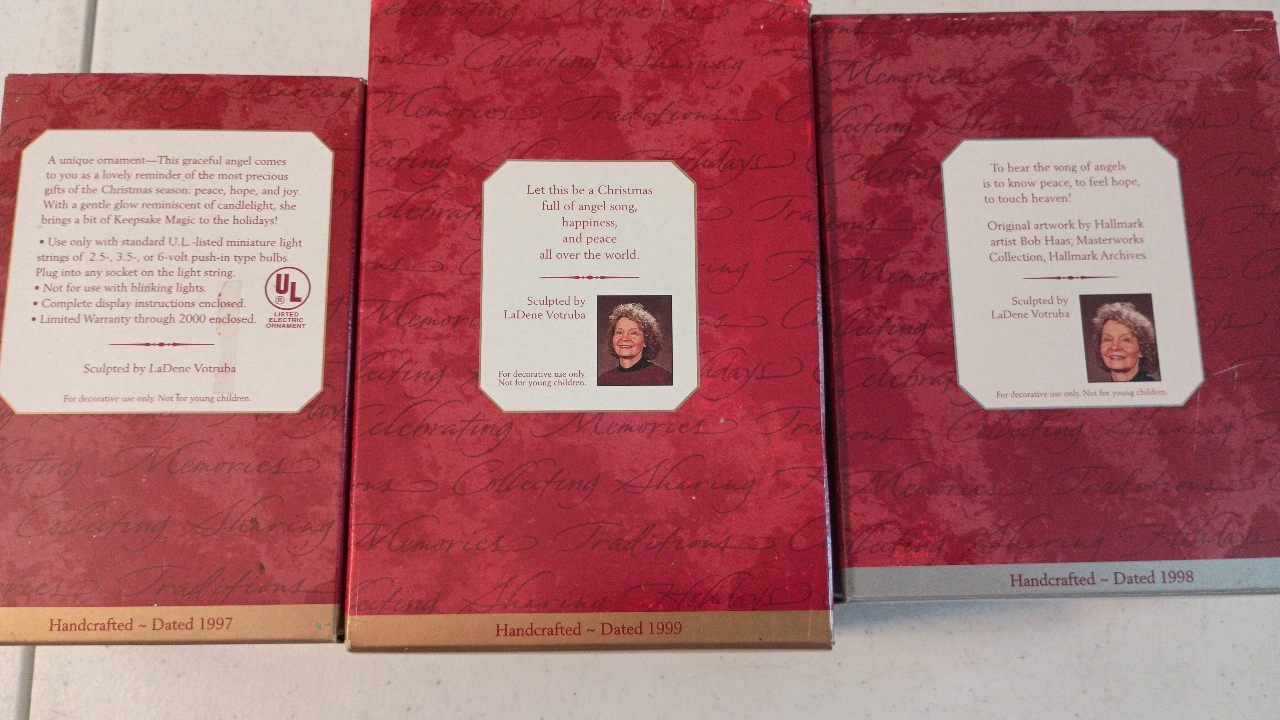 A unique ornament—This graceful angel comes
to you as a lovely reminder of the most precious
gifts of the Christmas season: peace, hope, and joy.
With a gentle glow reminiscent of candlelight, she
brings a bit of Keepsake Magic to the holidays!
• Use only with standard U.L.-listed miniature light
strings of 2.5-, 3.5-, or 6-volt push-in type bulbs.
Plug into any socket on the light string.
• Not for use with blinking lights.
• Complete display instructions enclosed.
• Limited Warranty through 2000 enclosed.
UL
®
LISTED
ELECTRIC
ORNAMENT
Sculpted by LaDene Votruba
For decorative use only. Not for young children.
Handcrafted ~ Dated 1997
Let this be a Christmas
full of angel song,
happiness,
and peace
all over the world.
Sculpted by
LaDene Votruba
For decorative use only.
Not for young children.
Handcrafted ~ Dated 1999
To hear the song of angels
is to know peace, to feel hope,
to touch heaven!
Original artwork by Hallmark
artist Bob Haas; Masterworks
Collection, Hallmark Archives.
Sculpted by
LaDene Votruba
For decorative use only. Not for young children.
Handcrafted ~ Dated 1998
Collecting Sharing
Memories Traditions
Holidays
Celebrating Memories